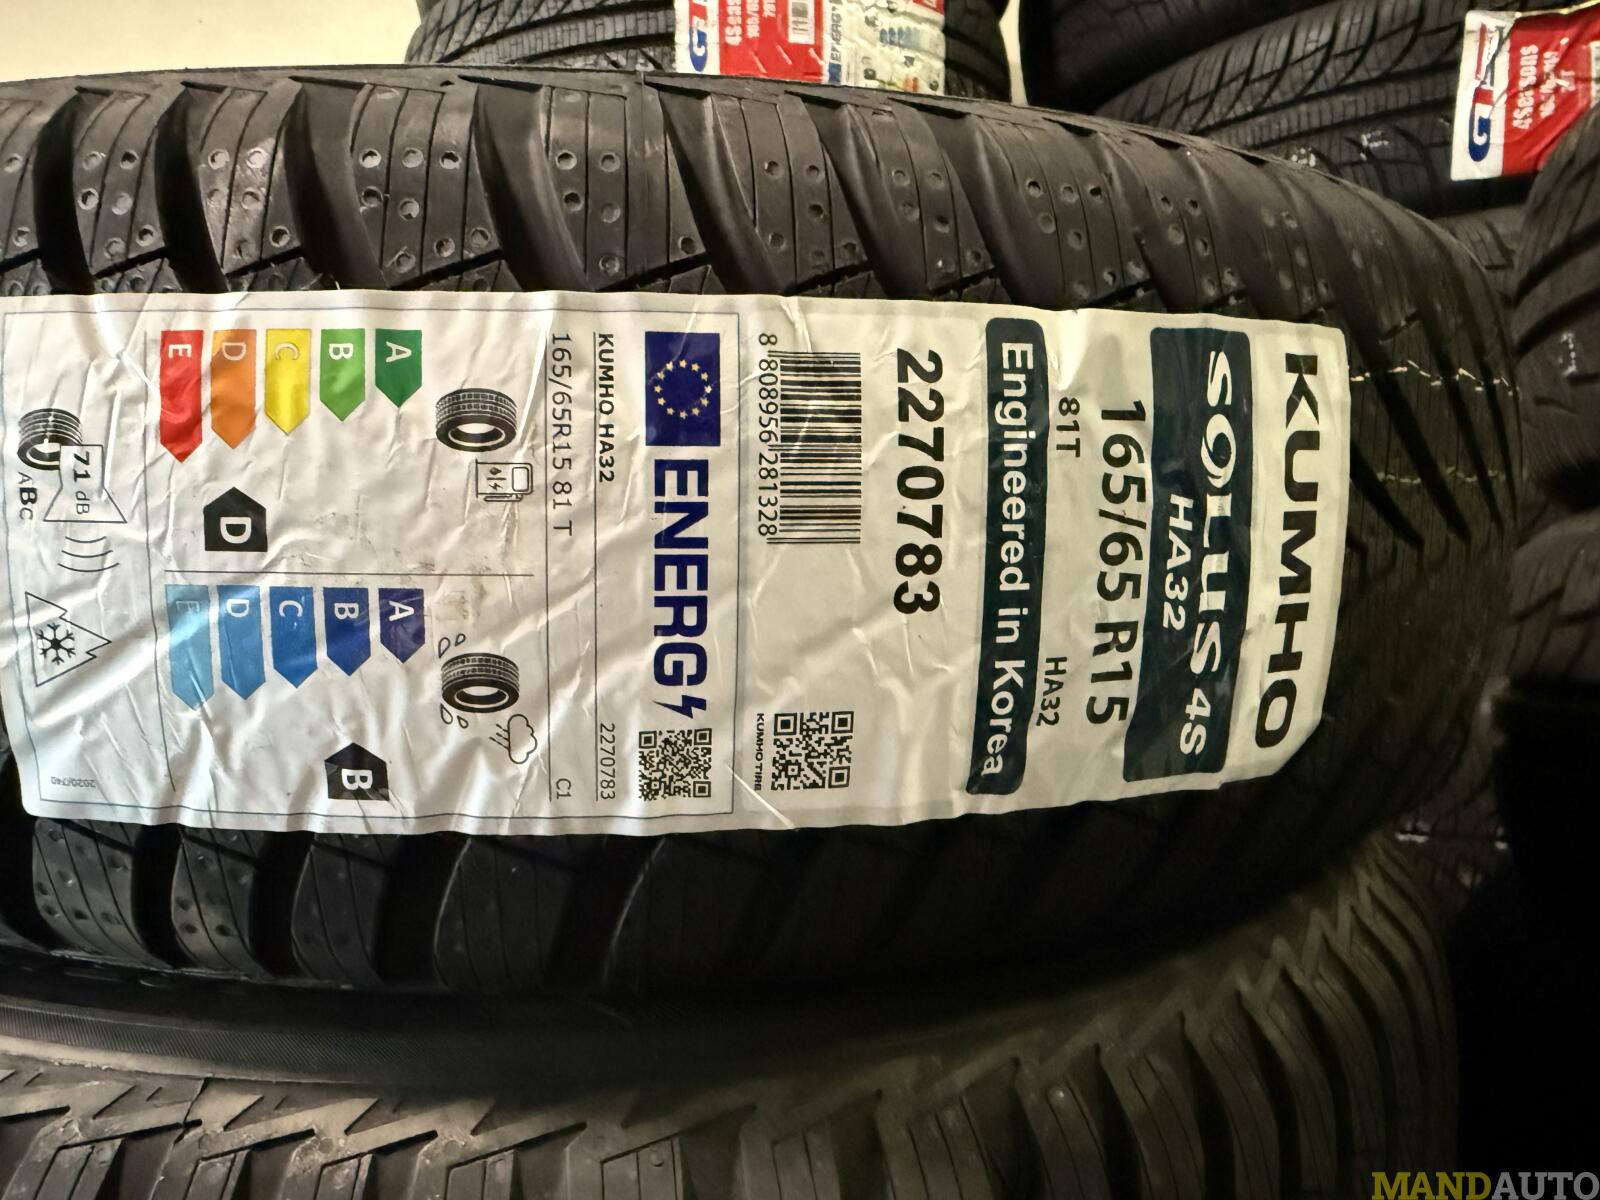 KUMHO
SOLUS 4S
HA32
165/65 R15
81T
HA32
Engineered in Korea
2270783
8 808956 281328
KUMHO TIRE
ENERG
KUMHO HA32
2270783
165/65R15 81 T
C1
A
B
C
D
E
D
A
B
C
D
E
B
71 dB
ABC
2020/740
MANDAUTO